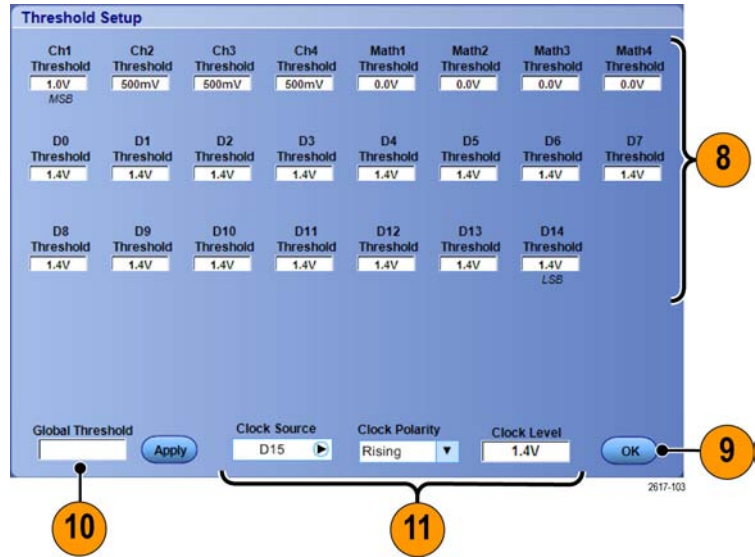 Threshold Setup
Ch1 Ch2 Ch3 Ch4 Math1 Math2 Math3 Math4
Threshold Threshold Threshold Threshold Threshold Threshold Threshold Threshold
1.0V 500mV 500mV 500mV 0.0V 0.0V 0.0V 0.0V
MSB
8
D0 D1 D2 D3 D4 D5 D6 D7
Threshold Threshold Threshold Threshold Threshold Threshold Threshold Threshold
1.4V 1.4V 1.4V 1.4V 1.4V 1.4V 1.4V 1.4V
D8 D9 D10 D11 D12 D13 D14
Threshold Threshold Threshold Threshold Threshold Threshold Threshold
1.4V 1.4V 1.4V 1.4V 1.4V 1.4V 1.4V
LSB
Global Threshold Clock Source Clock Polarity Clock Level
Apply D15 Rising 1.4V OK 9
2617-103
10 11